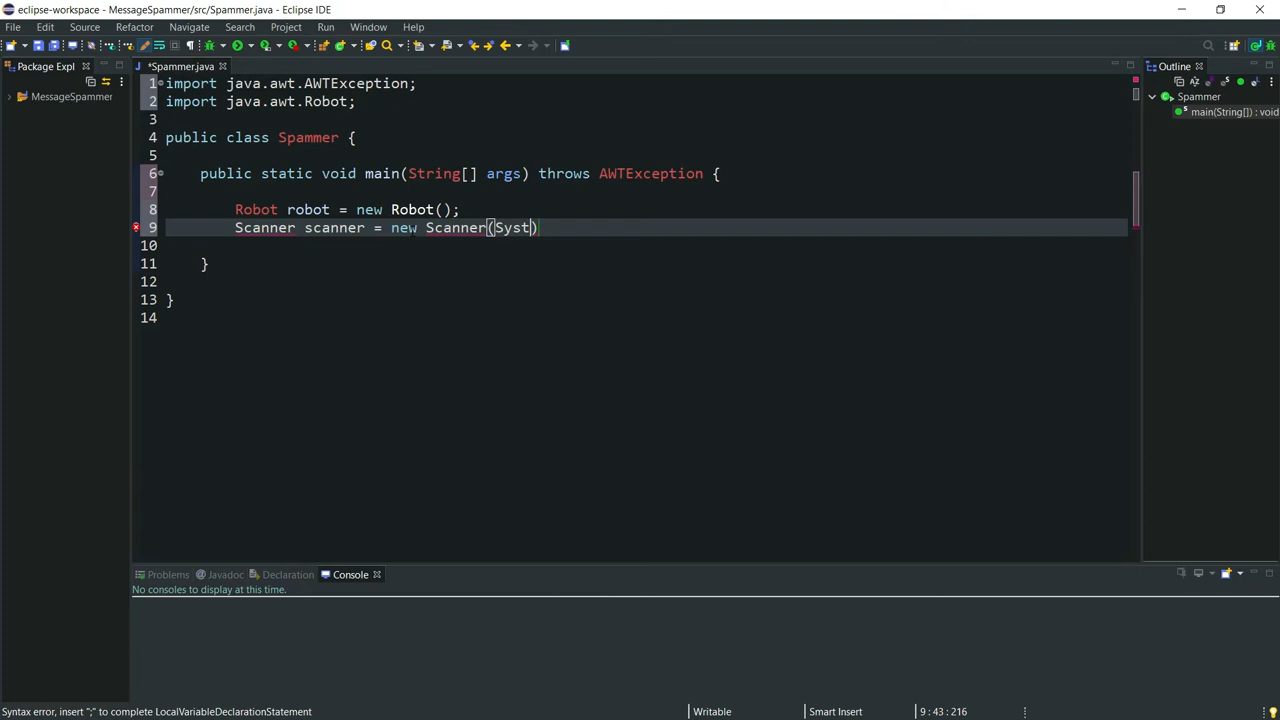 eclipse-workspace - MessageSpammer/src/Spammer.java - Eclipse IDE
File Edit Source Refactor Navigate Search Project Run Window Help
Package Expl
*Spammer.java
Outline
MessageSpammer
Spammer
main(String[]) : void
1 import java.awt.AWTException;
2 import java.awt.Robot;
3
4 public class Spammer {
5
6 public static void main(String[] args) throws AWTException {
7
8 Robot robot = new Robot();
9 Scanner scanner = new Scanner(Syst)
10
11 }
12
13 }
14
Problems Javadoc Declaration Console
No consoles to display at this time.
Syntax error, insert ";" to complete LocalVariableDeclarationStatement Writable Smart Insert 9 : 43 : 216